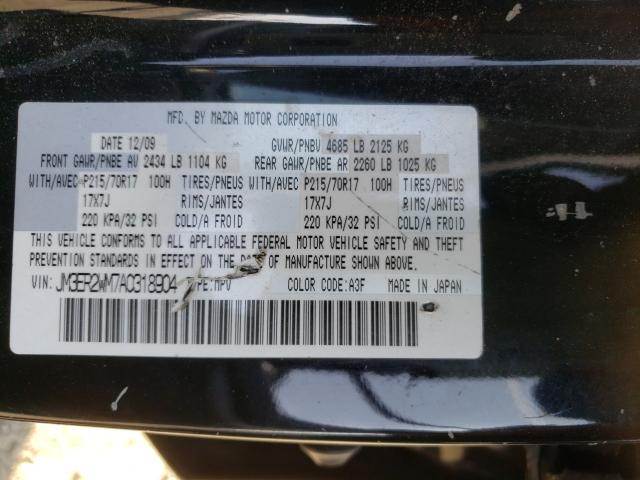 MFD. BY MAZDA MOTOR CORPORATION
DATE 12/09 GVWR/PNBV 4685 LB 2125 KG
FRONT GAWR/PNBE AV 2434 LB 1104 KG REAR GAWR/PNBE AR 2260 LB 1025 KG
WITH/AVEC P215/70R17 100H TIRES/PNEUS WITH/AVEC P215/70R17 100H TIRES/PNEUS
17X7J RIMS/JANTES 17X7J RIMS/JANTES
220 KPA/32 PSI COLD/A FROID 220 KPA/32 PSI COLD/A FROID
THIS VEHICLE CONFORMS TO ALL APPLICABLE FEDERAL MOTOR VEHICLE SAFETY AND THEFT
PREVENTION STANDARDS IN EFFECT ON THE DATE OF MANUFACTURE SHOWN ABOVE.
VIN: JM3ER2WM7A0318904 TYPE:MPV COLOR CODE:A3F MADE IN JAPAN